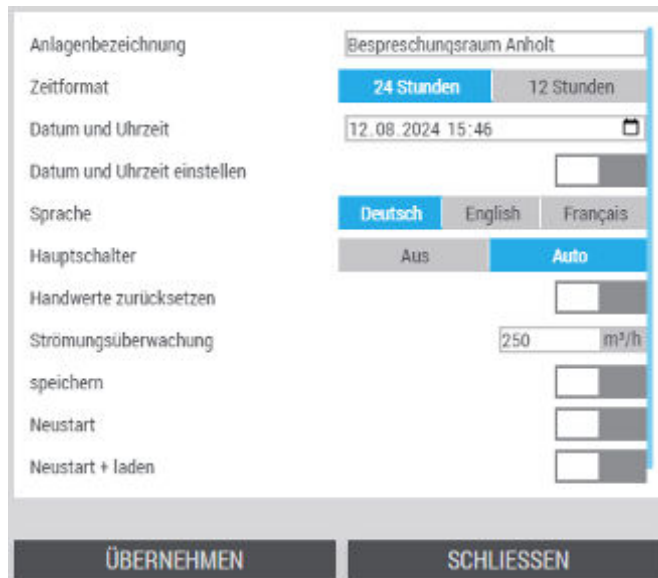 Anlagenbezeichnung Bespreschungsraum Anholt
Zeitformat 24 Stunden 12 Stunden
Datum und Uhrzeit 12.08.2024 15:46
Datum und Uhrzeit einstellen
Sprache Deutsch English Français
Hauptschalter Aus Auto
Handwerte zurücksetzen
Strömungsüberwachung 250 m³/h
speichern
Neustart
Neustart + laden
ÜBERNEHMEN SCHLIESSEN